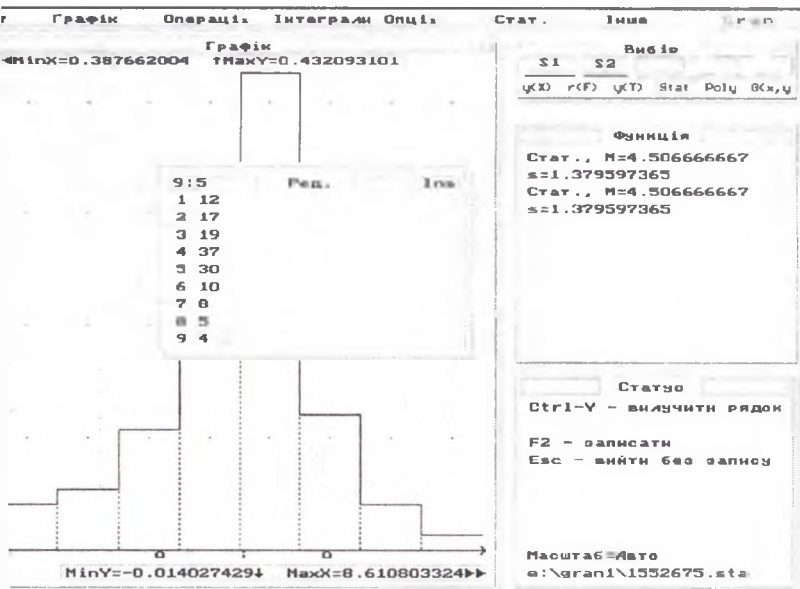 Графік Операції Інтеграли Опції Стат. Інше Gran
Графік
◄MinX=0.387662004 ↑MaxY=0.432093101
Вибір
S1 S2
y(X) r(F) y(T) Stat Poly G(x,y
Функція
Стат., M=4.506666667
s=1.379597365
Стат., M=4.506666667
s=1.379597365
9:5 Ред. Ins
1 12
2 17
3 19
4 37
5 30
6 10
7 8
8 5
9 4
Статус
Ctrl-Y - вилучити рядок
F2 - записати
Esc - вийти без запису
Масштаб=Авто
e:\gran1\1552675.sta
MinY=-0.014027429↓ MaxX=8.610803324►►